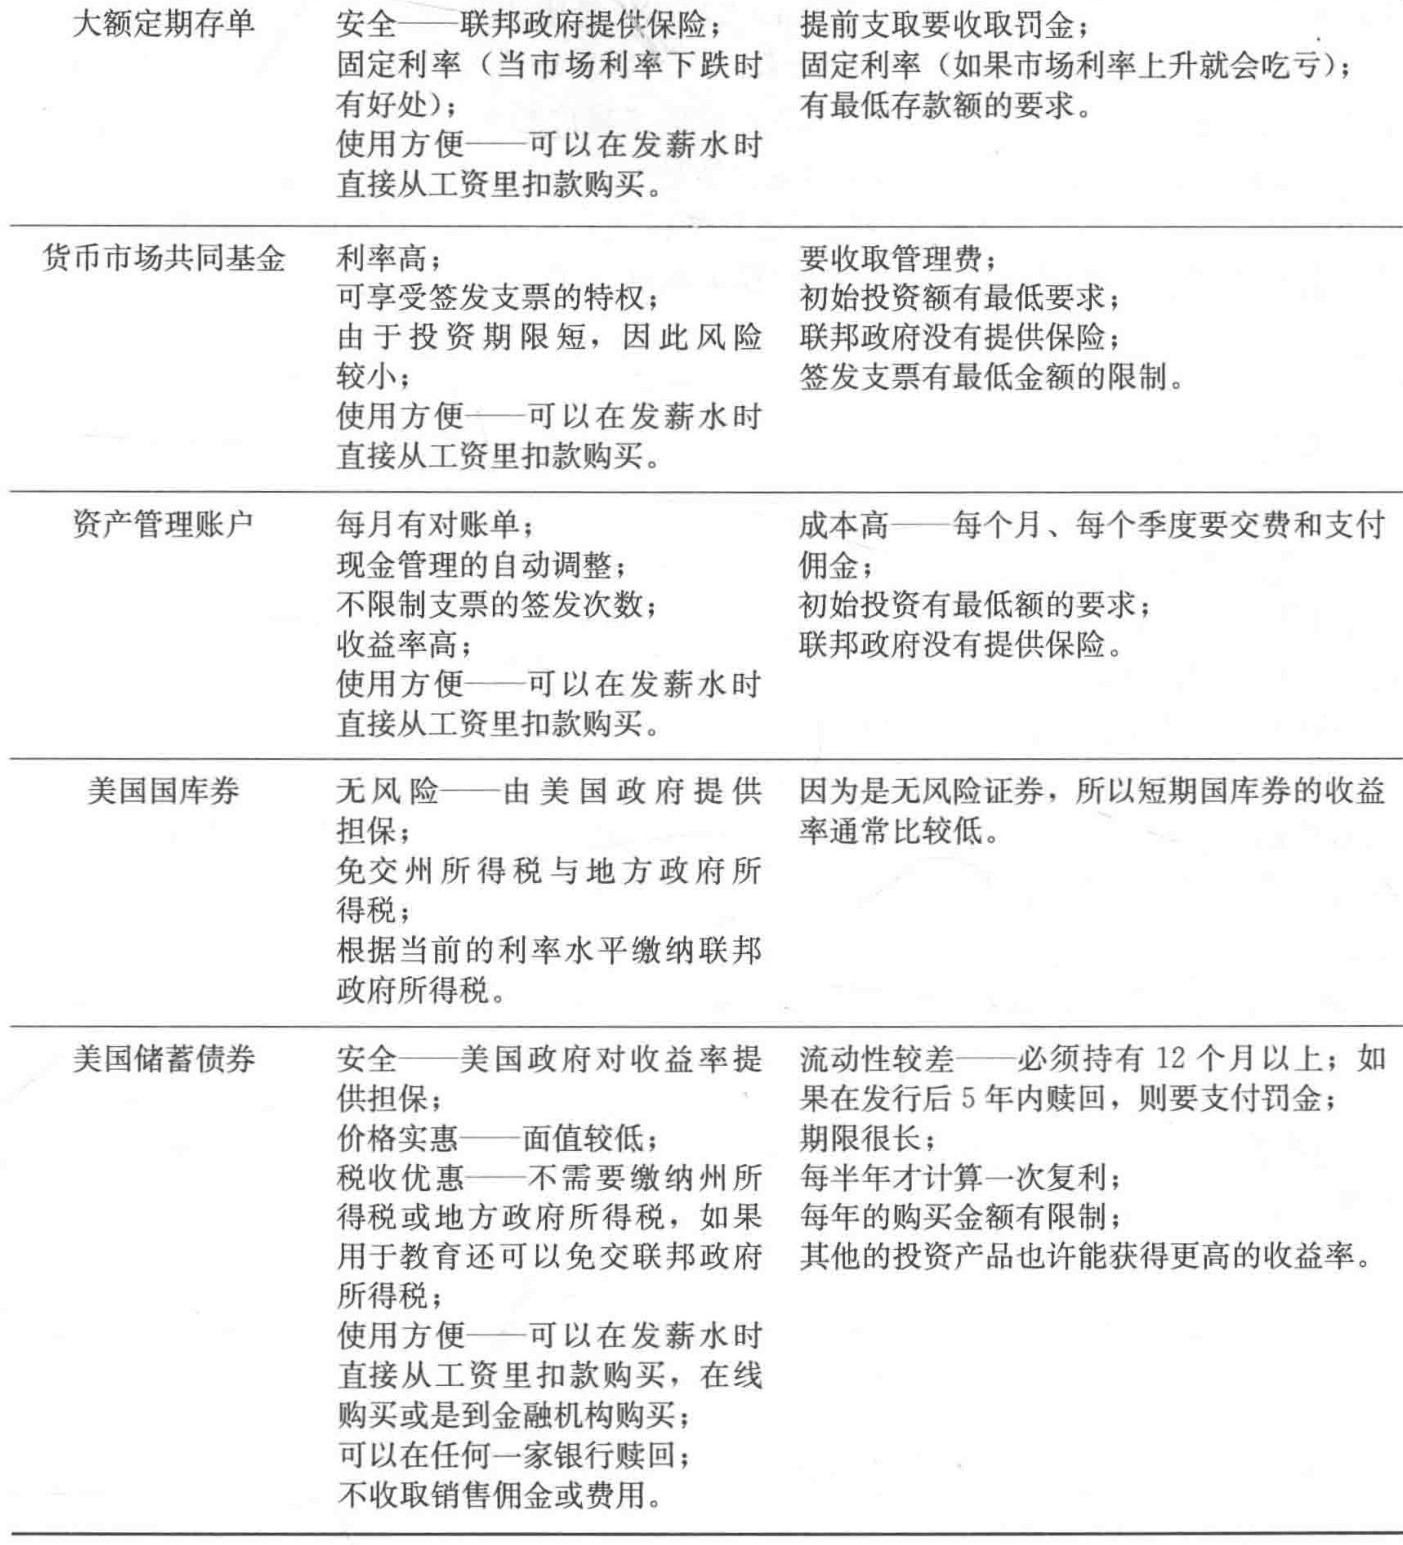 大额定期存单
安全——联邦政府提供保险；
固定利率（当市场利率下跌时
有好处）；
使用方便——可以在发薪水时
直接从工资里扣款购买。
提前支取要收取罚金；
固定利率（如果市场利率上升就会吃亏）；
有最低存款额的要求。
货币市场共同基金
利率高；
可享受签发支票的特权；
由于投资期限短，因此风险
较小；
使用方便——可以在发薪水时
直接从工资里扣款购买。
要收取管理费；
初始投资额有最低要求；
联邦政府没有提供保险；
签发支票有最低金额的限制。
资产管理账户
每月有对账单；
现金管理的自动调整；
不限制支票的签发次数；
收益率高；
使用方便——可以在发薪水时
直接从工资里扣款购买。
成本高——每个月、每个季度要交费和支付
佣金；
初始投资有最低额的要求；
联邦政府没有提供保险。
美国国库券
无风险——由美国政府提供
担保；
免交州所得税与地方政府所
得税；
根据当前的利率水平缴纳联邦
政府所得税。
因为是无风险证券，所以短期国库券的收益
率通常比较低。
美国储蓄债券
安全——美国政府对收益率提
供担保；
价格实惠——面值较低；
税收优惠——不需要缴纳州所
得税或地方政府所得税，如果
用于教育还可以免交联邦政府
所得税；
使用方便——可以在发薪水时
直接从工资里扣款购买，在线
购买或是到金融机构购买；
可以在任何一家银行赎回；
不收取销售佣金或费用。
流动性较差——必须持有 12 个月以上；如
果在发行后 5 年内赎回，则要支付罚金；
期限很长；
每半年才计算一次复利；
每年的购买金额有限制；
其他的投资产品也许能获得更高的收益率。